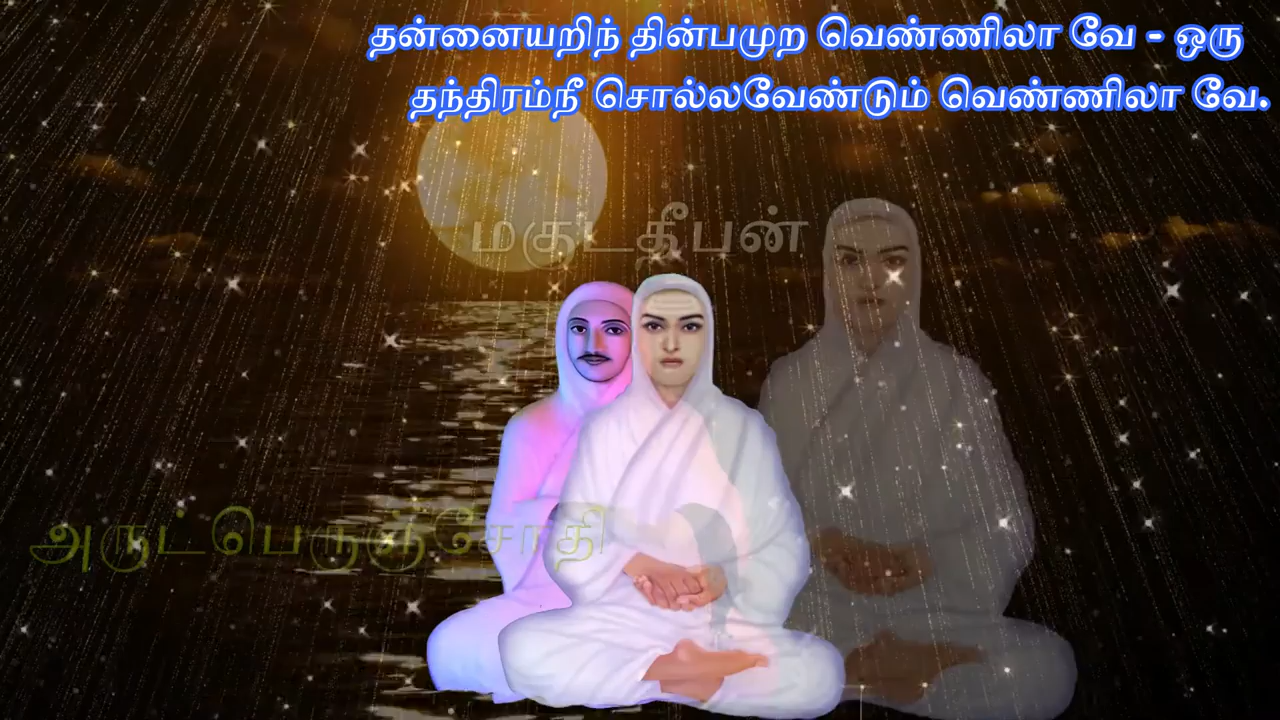 தன்னையறிந் தின்பமுற வெண்ணிலா வே - ஒரு
தந்திரம்நீ சொல்லவேண்டும் வெண்ணிலா வே.
மகுடதீபன்
அருட்பெருஞ்சோதி